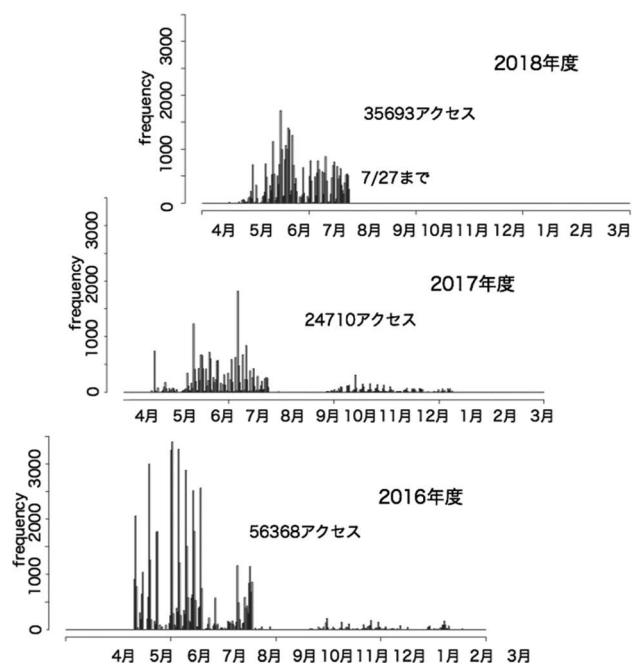 frequency
0 1000 2000 3000
2018年度
35693アクセス
7/27まで
4月 5月 6月 7月 8月 9月 10月 11月 12月 1月 2月 3月
frequency
0 1000 2000 3000
2017年度
24710アクセス
4月 5月 6月 7月 8月 9月 10月 11月 12月 1月 2月 3月
frequency
0 1000 2000 3000
2016年度
56368アクセス
4月 5月 6月 7月 8月 9月 10月 11月 12月 1月 2月 3月